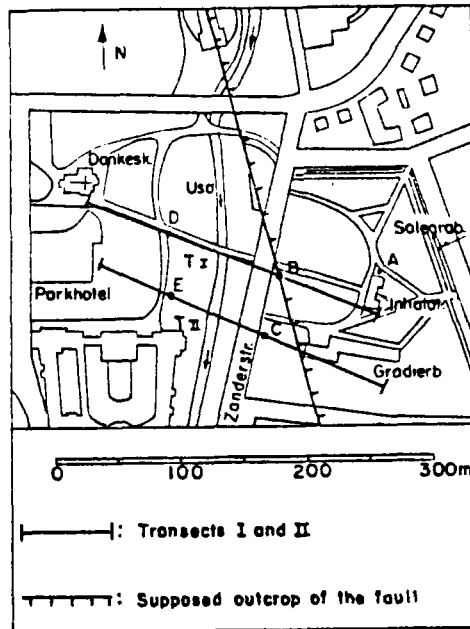 N
Dankesk.
Usa
D
T I
B
A
Salegrab.
Inhalat.
Parkhotel
E
T II
C
Gradierb
Zanderstr.
0 100 200 300m
: Transects I and II
: Supposed outcrop of the fault